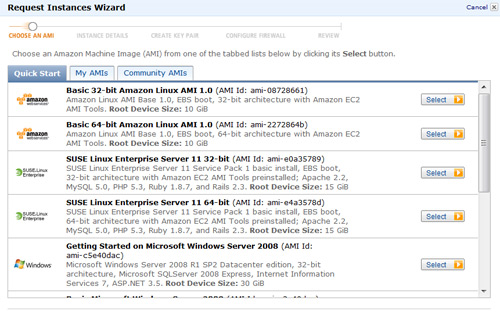 Request Instances Wizard
Cancel
CHOOSE AN AMI INSTANCE DETAILS CREATE KEY PAIR CONFIGURE FIREWALL REVIEW
Choose an Amazon Machine Image (AMI) from one of the tabbed lists below by clicking its Select button.
Quick Start My AMIs Community AMIs
Basic 32-bit Amazon Linux AMI 1.0 (AMI Id: ami-08728661)
amazon
webservices
Amazon Linux AMI Base 1.0, EBS boot, 32-bit architecture with Amazon EC2
AMI Tools. Root Device Size: 10 GiB
Select
Basic 64-bit Amazon Linux AMI 1.0 (AMI Id: ami-2272864b)
amazon
webservices
Amazon Linux AMI Base 1.0, EBS boot, 64-bit architecture with Amazon EC2
AMI Tools. Root Device Size: 10 GiB
Select
SUSE Linux Enterprise Server 11 32-bit (AMI Id: ami-e0a35789)
SUSE Linux
Enterprise
SUSE Linux Enterprise Server 11 Service Pack 1 basic install, EBS boot,
32-bit architecture with Amazon EC2 AMI Tools preinstalled; Apache 2.2,
MySQL 5.0, PHP 5.3, Ruby 1.8.7, and Rails 2.3. Root Device Size: 15 GiB
Select
SUSE Linux Enterprise Server 11 64-bit (AMI Id: ami-e4a3578d)
SUSE Linux
Enterprise
SUSE Linux Enterprise Server 11 Service Pack 1 basic install, EBS boot,
64-bit architecture with Amazon EC2 AMI Tools preinstalled; Apache 2.2,
MySQL 5.0, PHP 5.3, Ruby 1.8.7, and Rails 2.3. Root Device Size: 15 GiB
Select
Getting Started on Microsoft Windows Server 2008 (AMI Id:
ami-c5e40dac)
Windows
Microsoft Windows Server 2008 R1 SP2 Datacenter edition, 32-bit
architecture, Microsoft SQLServer 2008 Express, Internet Information
Services 7, ASP.NET 3.5. Root Device Size: 30 GiB
Select